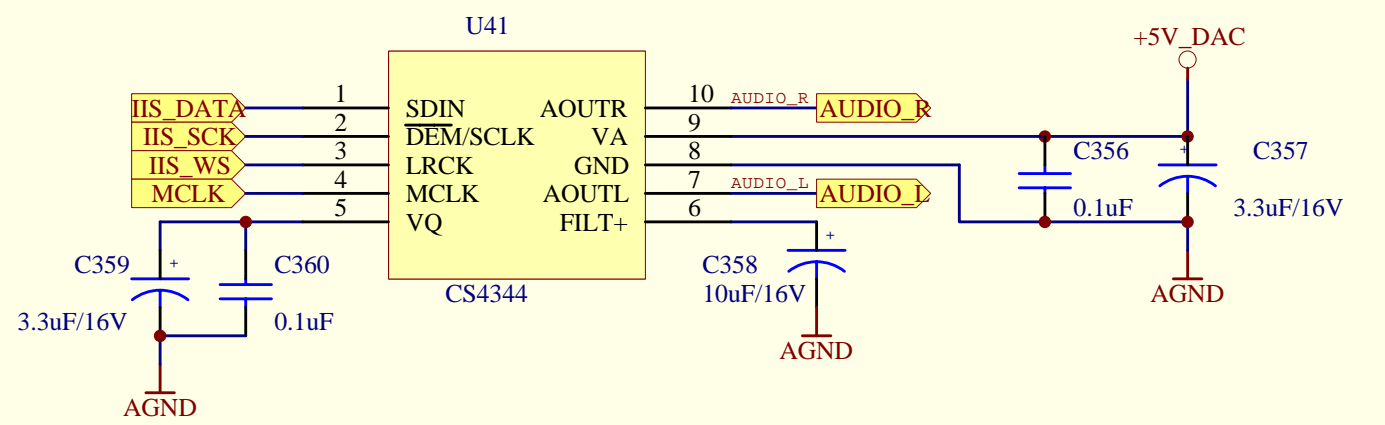 U41
+5V_DAC
IIS_DATA 1 SDIN AOUTR 10 AUDIO_R AUDIO_R
IIS_SCK 2 DEM/SCLK VA 9
IIS_WS 3 LRCK GND 8 C356 + C357
MCLK 4 MCLK AOUTL 7 AUDIO_L AUDIO_L 0.1uF 3.3uF/16V
5 VQ FILT+ 6
C359 + C360 C358 +
CS4344 10uF/16V AGND
3.3uF/16V 0.1uF
AGND
AGND